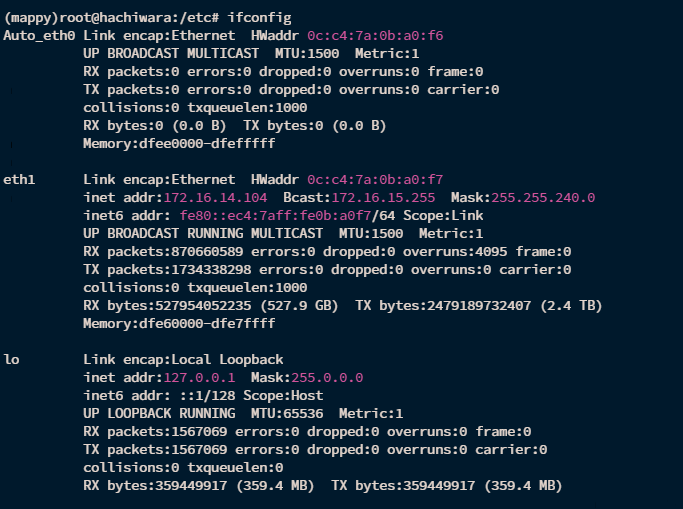 (mappy)root@hachiwara:/etc# ifconfig
Auto_eth0 Link encap:Ethernet  HWaddr 0c:c4:7a:0b:a0:f6
          UP BROADCAST MULTICAST  MTU:1500  Metric:1
          RX packets:0 errors:0 dropped:0 overruns:0 frame:0
          TX packets:0 errors:0 dropped:0 overruns:0 carrier:0
          collisions:0 txqueuelen:1000
          RX bytes:0 (0.0 B)  TX bytes:0 (0.0 B)
          Memory:dfee0000-dfefffff

eth1      Link encap:Ethernet  HWaddr 0c:c4:7a:0b:a0:f7
          inet addr:172.16.14.104  Bcast:172.16.15.255  Mask:255.255.240.0
          inet6 addr: fe80::ec4:7aff:fe0b:a0f7/64 Scope:Link
          UP BROADCAST RUNNING MULTICAST  MTU:1500  Metric:1
          RX packets:870660589 errors:0 dropped:0 overruns:4095 frame:0
          TX packets:1734338298 errors:0 dropped:0 overruns:0 carrier:0
          collisions:0 txqueuelen:1000
          RX bytes:527954052235 (527.9 GB)  TX bytes:2479189732407 (2.4 TB)
          Memory:dfe60000-dfe7ffff

lo        Link encap:Local Loopback
          inet addr:127.0.0.1  Mask:255.0.0.0
          inet6 addr: ::1/128 Scope:Host
          UP LOOPBACK RUNNING  MTU:65536  Metric:1
          RX packets:1567069 errors:0 dropped:0 overruns:0 frame:0
          TX packets:1567069 errors:0 dropped:0 overruns:0 carrier:0
          collisions:0 txqueuelen:0
          RX bytes:359449917 (359.4 MB)  TX bytes:359449917 (359.4 MB)